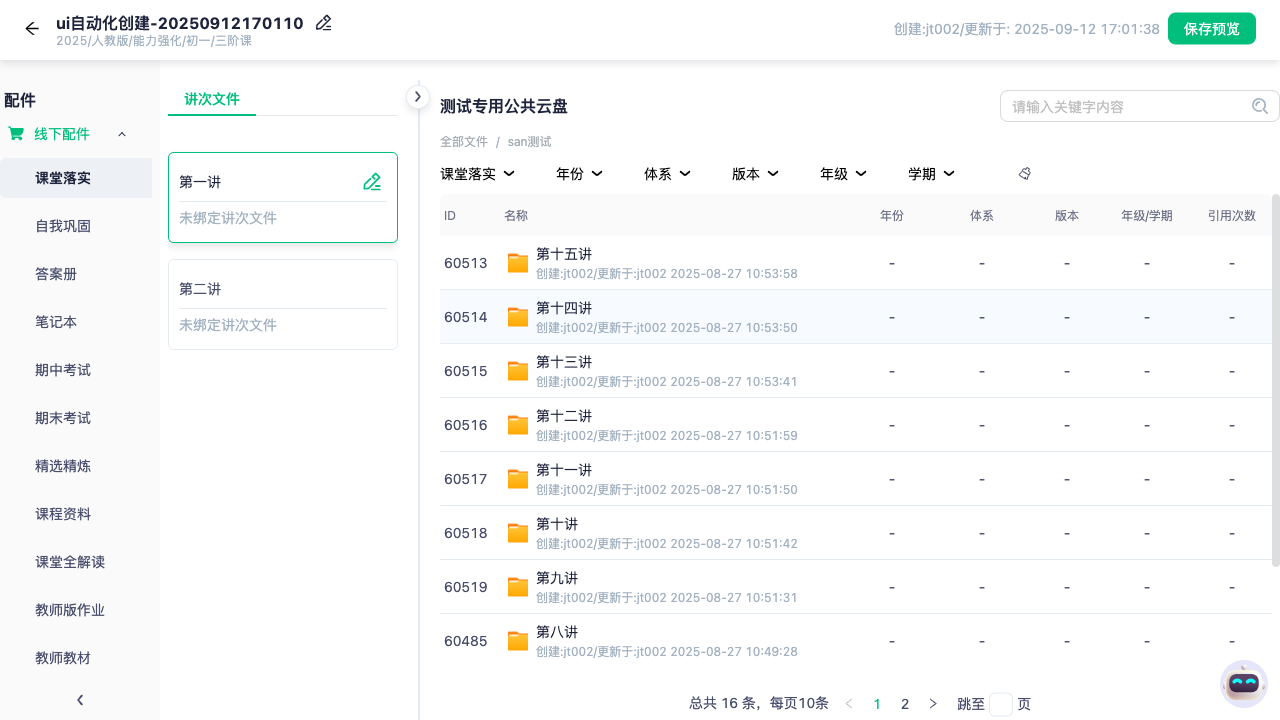 ui自动化创建-20250912170110
2025/人教版/能力强化/初一/三阶课
创建:jt002/更新于: 2025-09-12 17:01:38
保存预览
配件
线下配件
课堂落实
自我巩固
答案册
笔记本
期中考试
期末考试
精选精炼
课程资料
课堂全解读
教师版作业
教师教材
讲次文件
第一讲
未绑定讲次文件
第二讲
未绑定讲次文件
测试专用公共云盘
请输入关键字内容
全部文件 / san测试
课堂落实 年份 体系 版本 年级 学期
ID 名称 年份 体系 版本 年级/学期 引用次数
60513 第十五讲 - - - - -
创建:jt002/更新于:jt002 2025-08-27 10:53:58
60514 第十四讲 - - - - -
创建:jt002/更新于:jt002 2025-08-27 10:53:50
60515 第十三讲 - - - - -
创建:jt002/更新于:jt002 2025-08-27 10:53:41
60516 第十二讲 - - - - -
创建:jt002/更新于:jt002 2025-08-27 10:51:59
60517 第十一讲 - - - - -
创建:jt002/更新于:jt002 2025-08-27 10:51:50
60518 第十讲 - - - - -
创建:jt002/更新于:jt002 2025-08-27 10:51:42
60519 第九讲 - - - - -
创建:jt002/更新于:jt002 2025-08-27 10:51:31
60485 第八讲 - - - - -
创建:jt002/更新于:jt002 2025-08-27 10:49:28
总共 16 条，每页10条 1 2 跳至 页